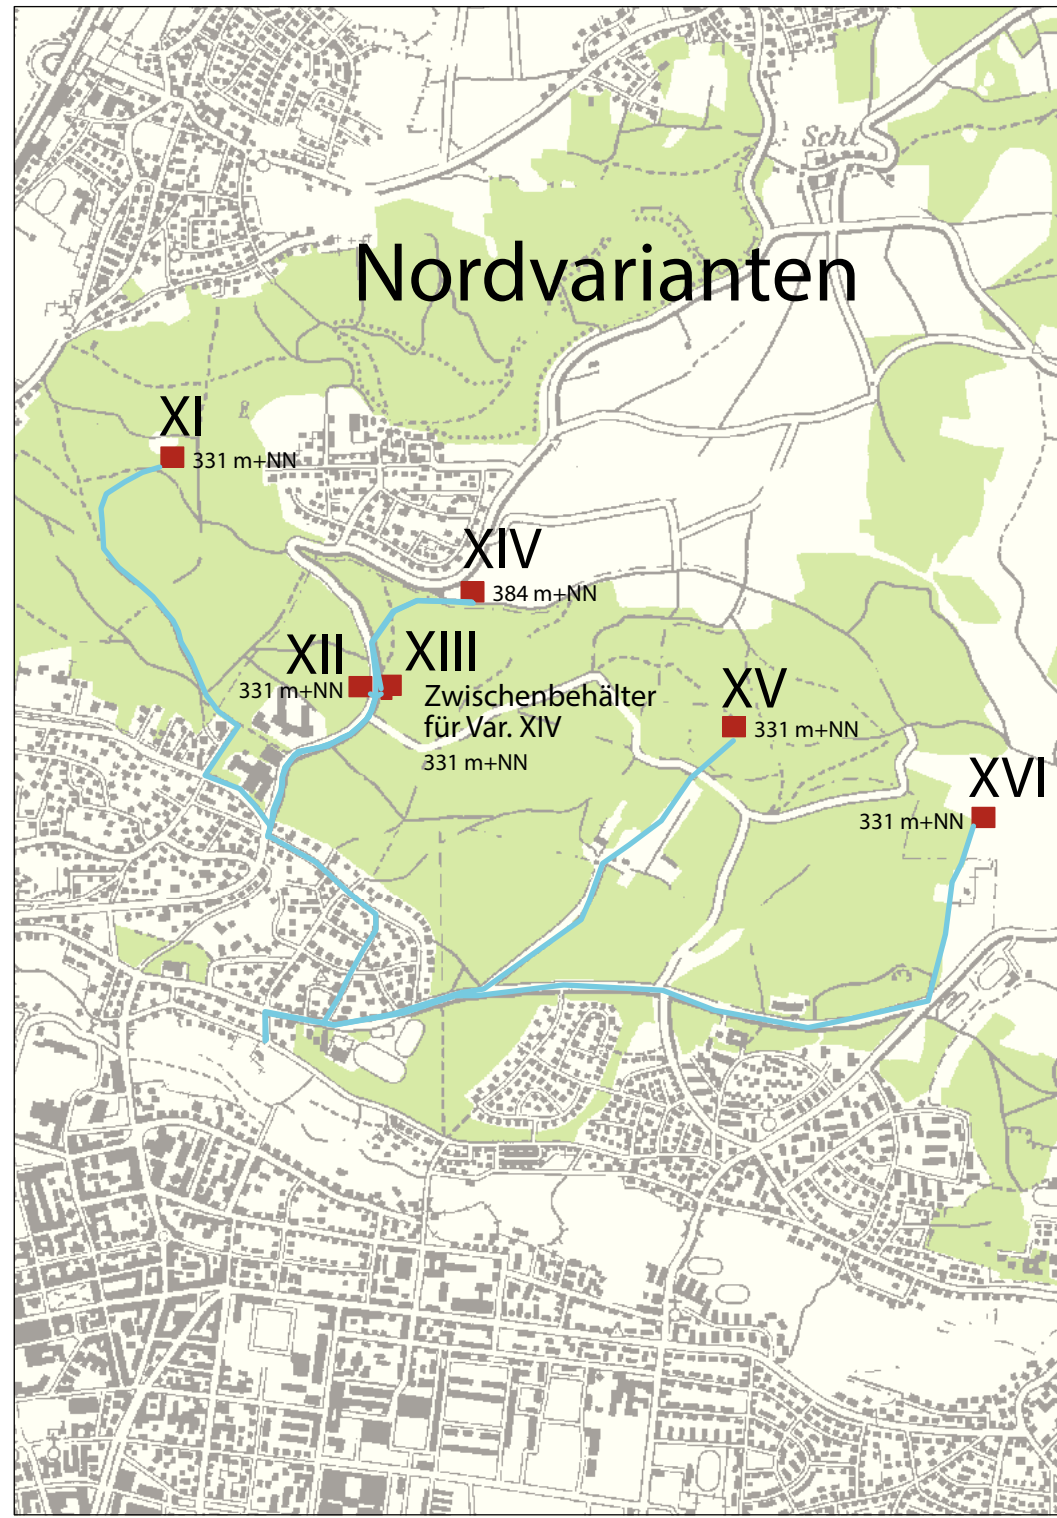 Schl
Nordvarianten
XI
331 m+NN
XIV
384 m+NN
XII
331 m+NN
XIII
Zwischenbehälter
für Var. XIV
331 m+NN
XV
331 m+NN
XVI
331 m+NN